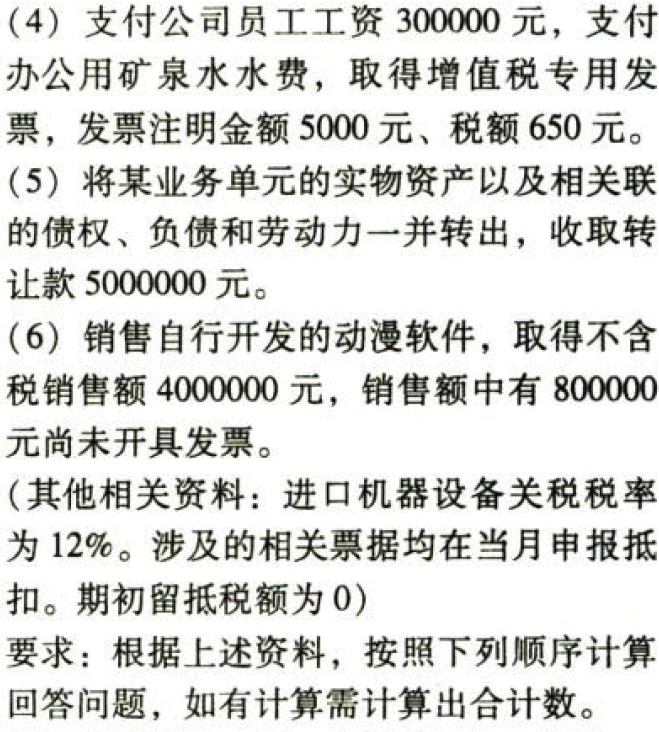 (4) 支付公司员工工资 300000 元，支付
办公用矿泉水水费，取得增值税专用发
票，发票注明金额 5000 元、税额 650 元。
(5) 将某业务单元的实物资产以及相关联
的债权、负债和劳动力一并转出，收取转
让款 5000000 元。
(6) 销售自行开发的动漫软件，取得不含
税销售额 4000000 元，销售额中有 800000
元尚未开具发票。
(其他相关资料：进口机器设备关税税率
为 12%。涉及的相关票据均在当月申报抵
扣。期初留抵税额为 0)
要求：根据上述资料，按照下列顺序计算
回答问题，如有计算需计算出合计数。